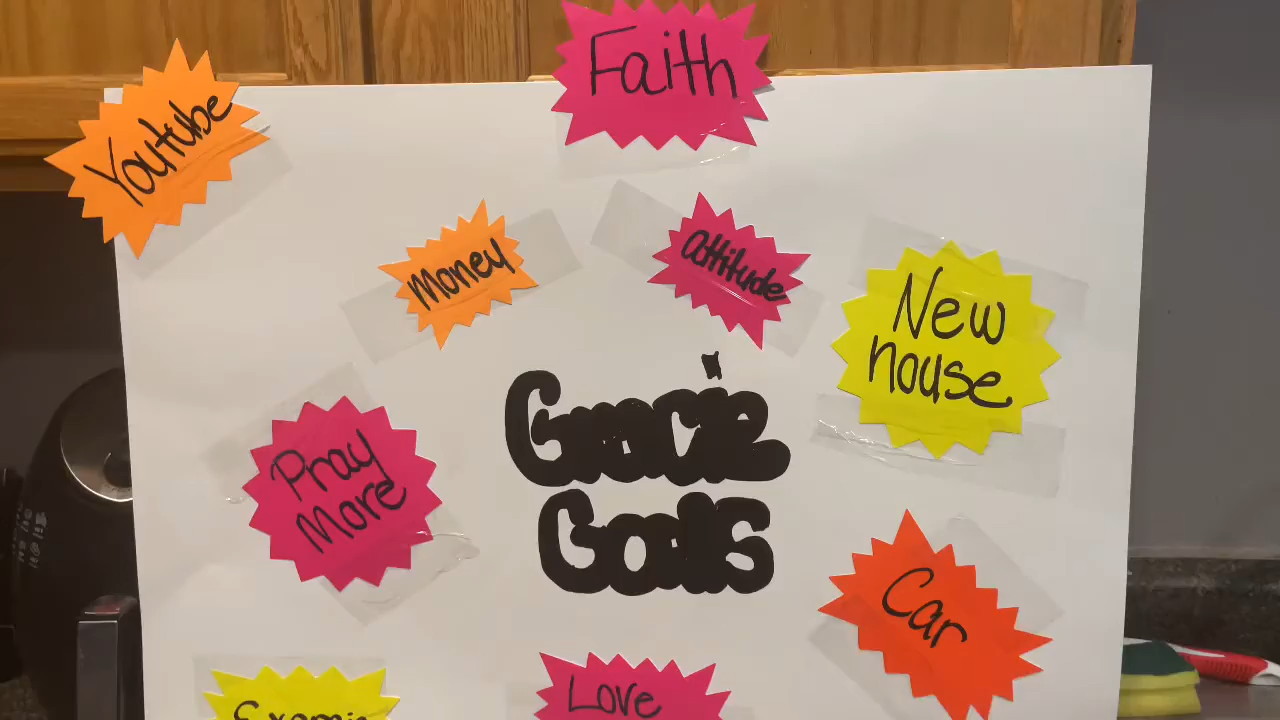 Faith
Youtube
Money
attitude
New
house
Gracie
Goals
Pray
More
Car
Love